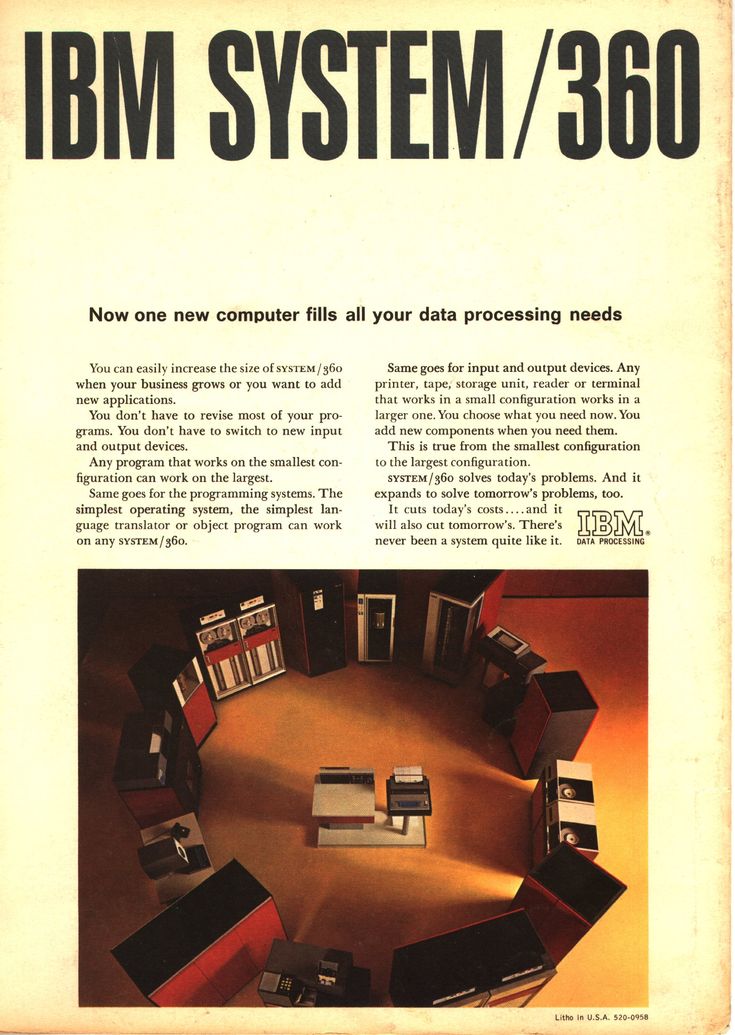 IBM SYSTEM/360
Now one new computer fills all your data processing needs
You can easily increase the size of SYSTEM/360
when your business grows or you want to add
new applications.
You don't have to revise most of your pro-
grams. You don't have to switch to new input
and output devices.
Any program that works on the smallest con-
figuration can work on the largest.
Same goes for the programming systems. The
simplest operating system, the simplest lan-
guage translator or object program can work
on any SYSTEM/360.
Same goes for input and output devices. Any
printer, tape, storage unit, reader or terminal
that works in a small configuration works in a
larger one. You choose what you need now. You
add new components when you need them.
This is true from the smallest configuration
to the largest configuration.
SYSTEM/360 solves today's problems. And it
expands to solve tomorrow's problems, too.
It cuts today's costs....and it
will also cut tomorrow's. There's
never been a system quite like it.
IBM®
DATA PROCESSING
Litho in U.S.A. 520-0958